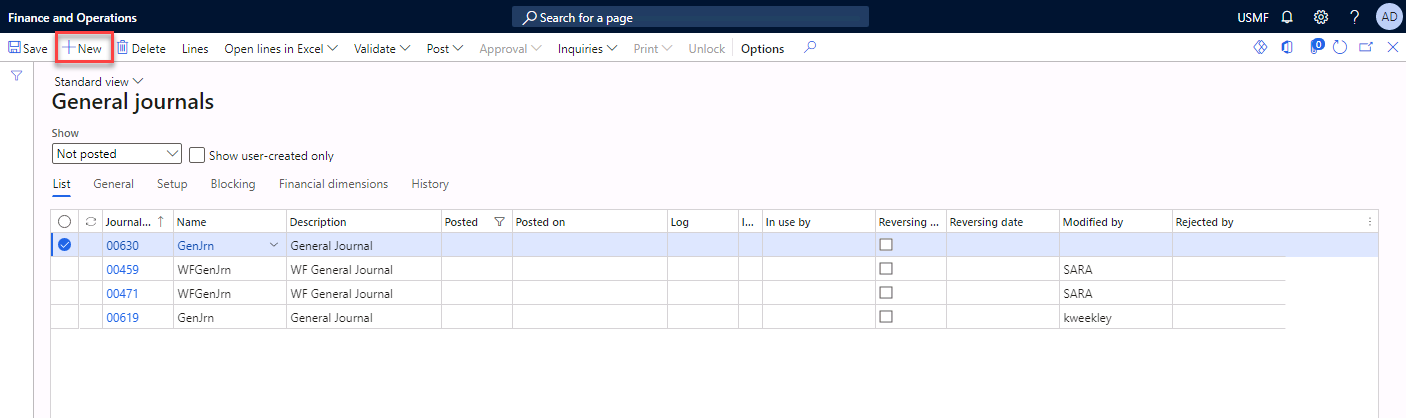 Finance and Operations Search for a page USMF ? AD
Save + New Delete Lines Open lines in Excel Validate Post Approval Inquiries Print Unlock Options 0
Standard view
General journals
Show
Not posted Show user-created only
List General Setup Blocking Financial dimensions History
Journal... Name Description Posted Posted on Log I... In use by Reversing ... Reversing date Modified by Rejected by
00630 GenJrn General Journal
00459 WFGenJrn WF General Journal SARA
00471 WFGenJrn WF General Journal SARA
00619 GenJrn General Journal kweekley